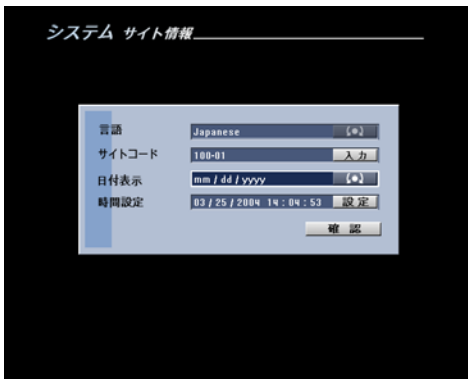 システム サイト情報
言語 Japanese
サイトコード 100-01 入力
日付表示 mm / dd / yyyy
時間設定 03 / 25 / 2004 14 : 04 : 53 設定
確認